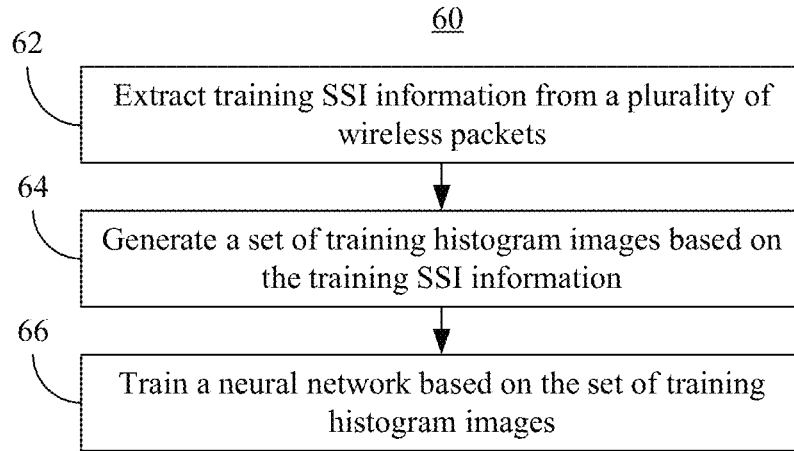 60
62
Extract training SSI information from a plurality of
wireless packets
64
Generate a set of training histogram images based on
the training SSI information
66
Train a neural network based on the set of training
histogram images